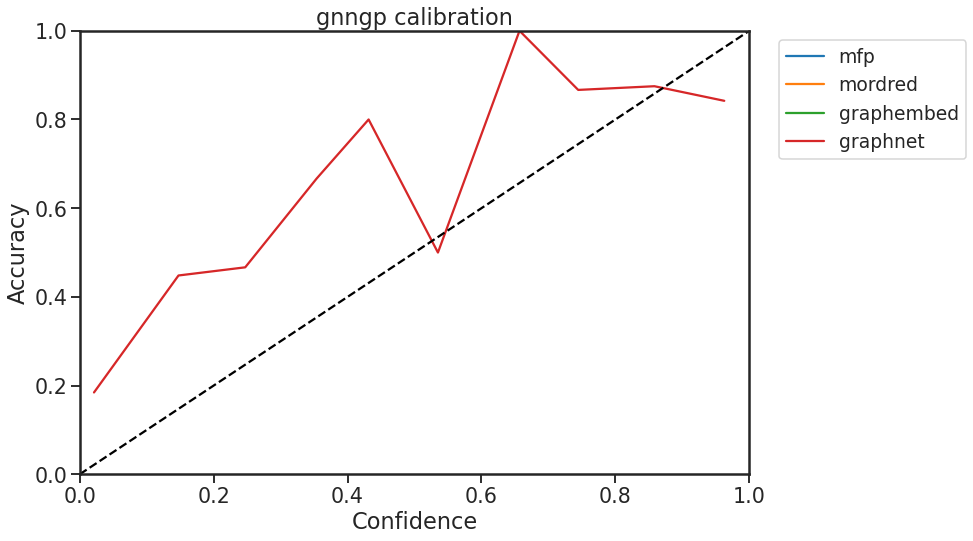 gnngp calibration
1.0
0.8
0.6
0.4
0.2
0.0
Accuracy
0.0 0.2 0.4 0.6 0.8 1.0
Confidence
mfp
mordred
graphembed
graphnet